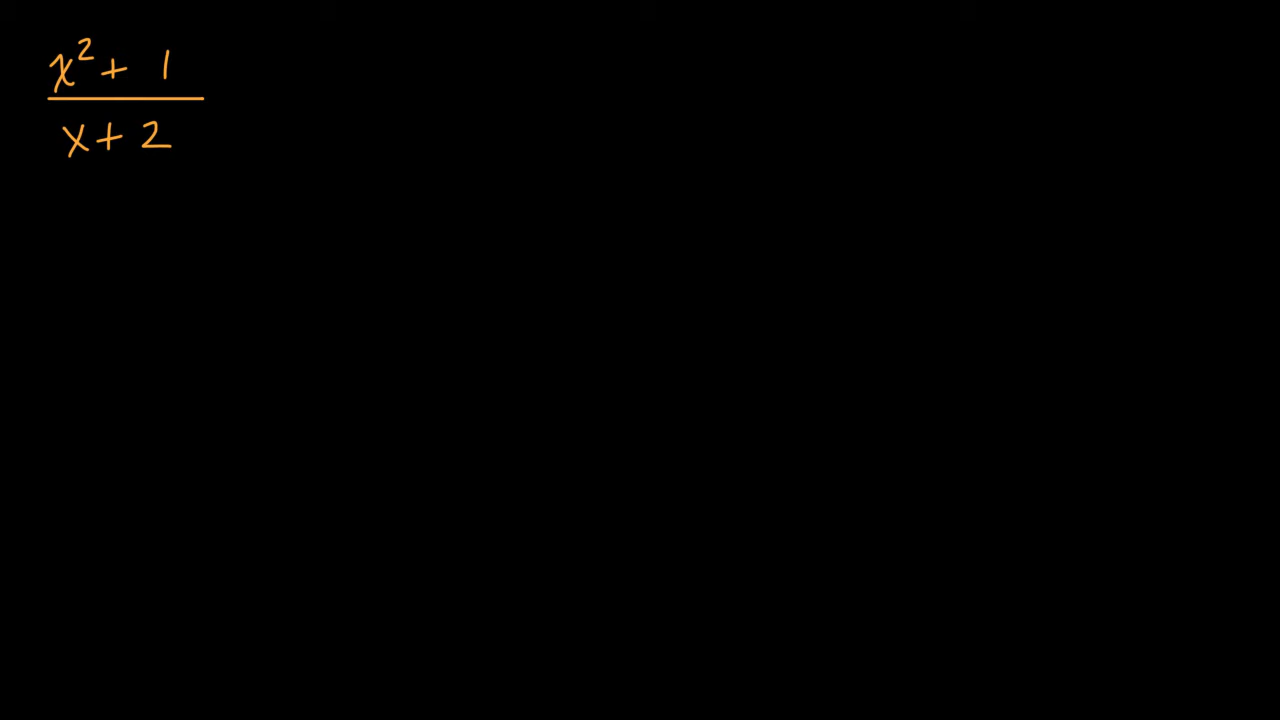 x² + 1
x + 2